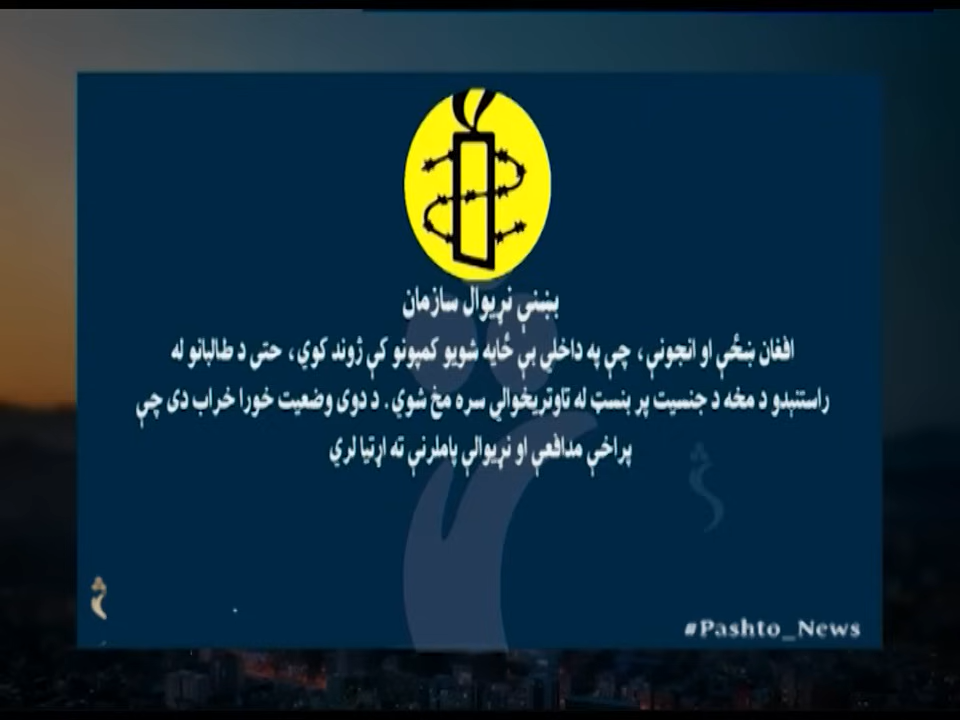 بښنې نړيوال سازمان
افغان ښځې او انجونې، چې په داخلي بې ځايه شويو کمپونو کې ژوند کوي، حتی د طالبانو له
راستنېدو د مخه د جنسيت پر بنسټ له تاوتريخوالي سره مخ شوي. د دوی وضعيت خورا خراب دی چې
پراخې مدافعې او نړيوالې پاملرنې ته اړتيا لري
#Pashto_News